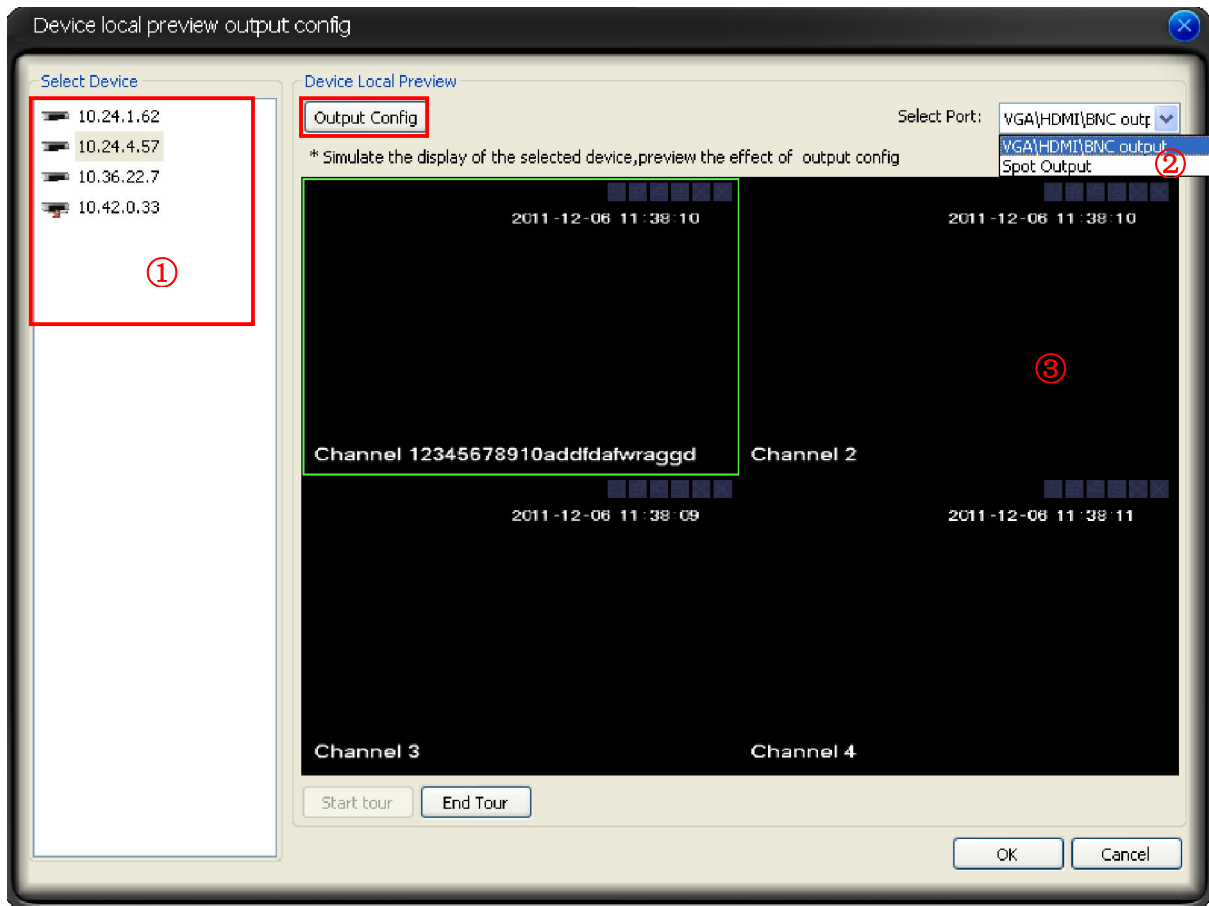 Device local preview output config
Select Device
10.24.1.62
10.24.4.57
10.36.22.7
10.42.0.33
①
Device Local Preview
Output Config
Select Port:
VGA\HDMI\BNC outp
VGA\HDMI\BNC output
Spot Output
②
* Simulate the display of the selected device,preview the effect of output config
2011-12-06 11:38:10
Channel 12345678910addfdafwraggd
2011-12-06 11:38:10
③
Channel 2
2011-12-06 11:38:09
Channel 3
2011-12-06 11:38:11
Channel 4
Start tour
End Tour
OK
Cancel